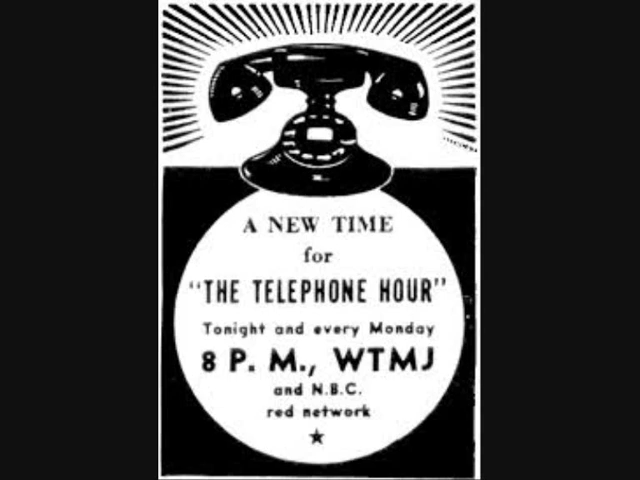 A NEW TIME
for
"THE TELEPHONE HOUR"
Tonight and every Monday
8 P. M., WTMJ
and N.B.C.
red network